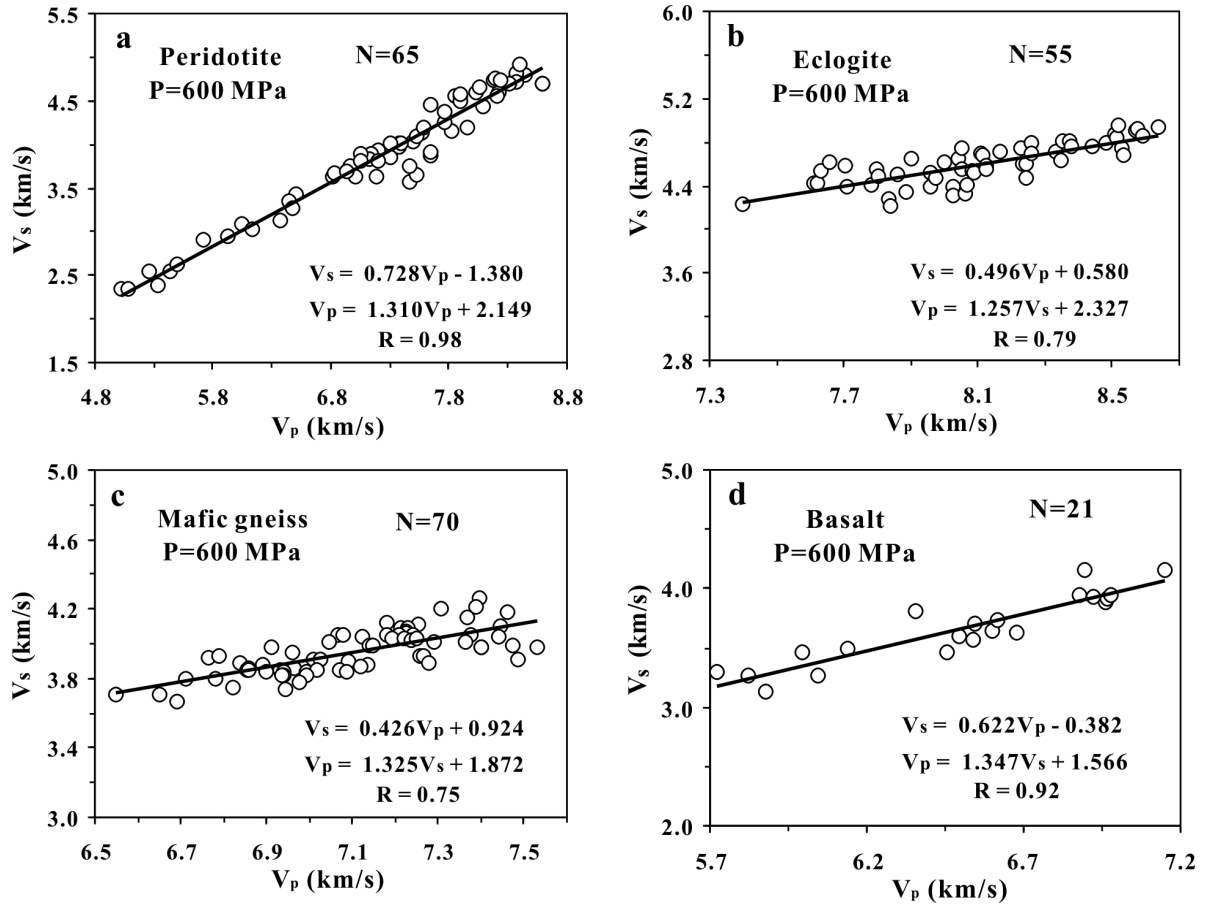 a
Peridotite
P=600 MPa
N=65
5.5
4.5
3.5
2.5
1.5
Vs (km/s)
Vs = 0.728Vp - 1.380
Vp = 1.310Vp + 2.149
R = 0.98
4.8 5.8 6.8 7.8 8.8
Vp (km/s)
b
Eclogite
P=600 MPa
N=55
6.0
5.2
4.4
3.6
2.8
Vs (km/s)
Vs = 0.496Vp + 0.580
Vp = 1.257Vs + 2.327
R = 0.79
7.3 7.7 8.1 8.5
Vp (km/s)
c
Mafic gneiss
P=600 MPa
N=70
5.0
4.6
4.2
3.8
3.4
3.0
Vs (km/s)
Vs = 0.426Vp + 0.924
Vp = 1.325Vs + 1.872
R = 0.75
6.5 6.7 6.9 7.1 7.3 7.5
Vp (km/s)
d
Basalt
P=600 MPa
N=21
5.0
4.0
3.0
2.0
Vs (km/s)
Vs = 0.622Vp - 0.382
Vp = 1.347Vs + 1.566
R = 0.92
5.7 6.2 6.7 7.2
Vp (km/s)